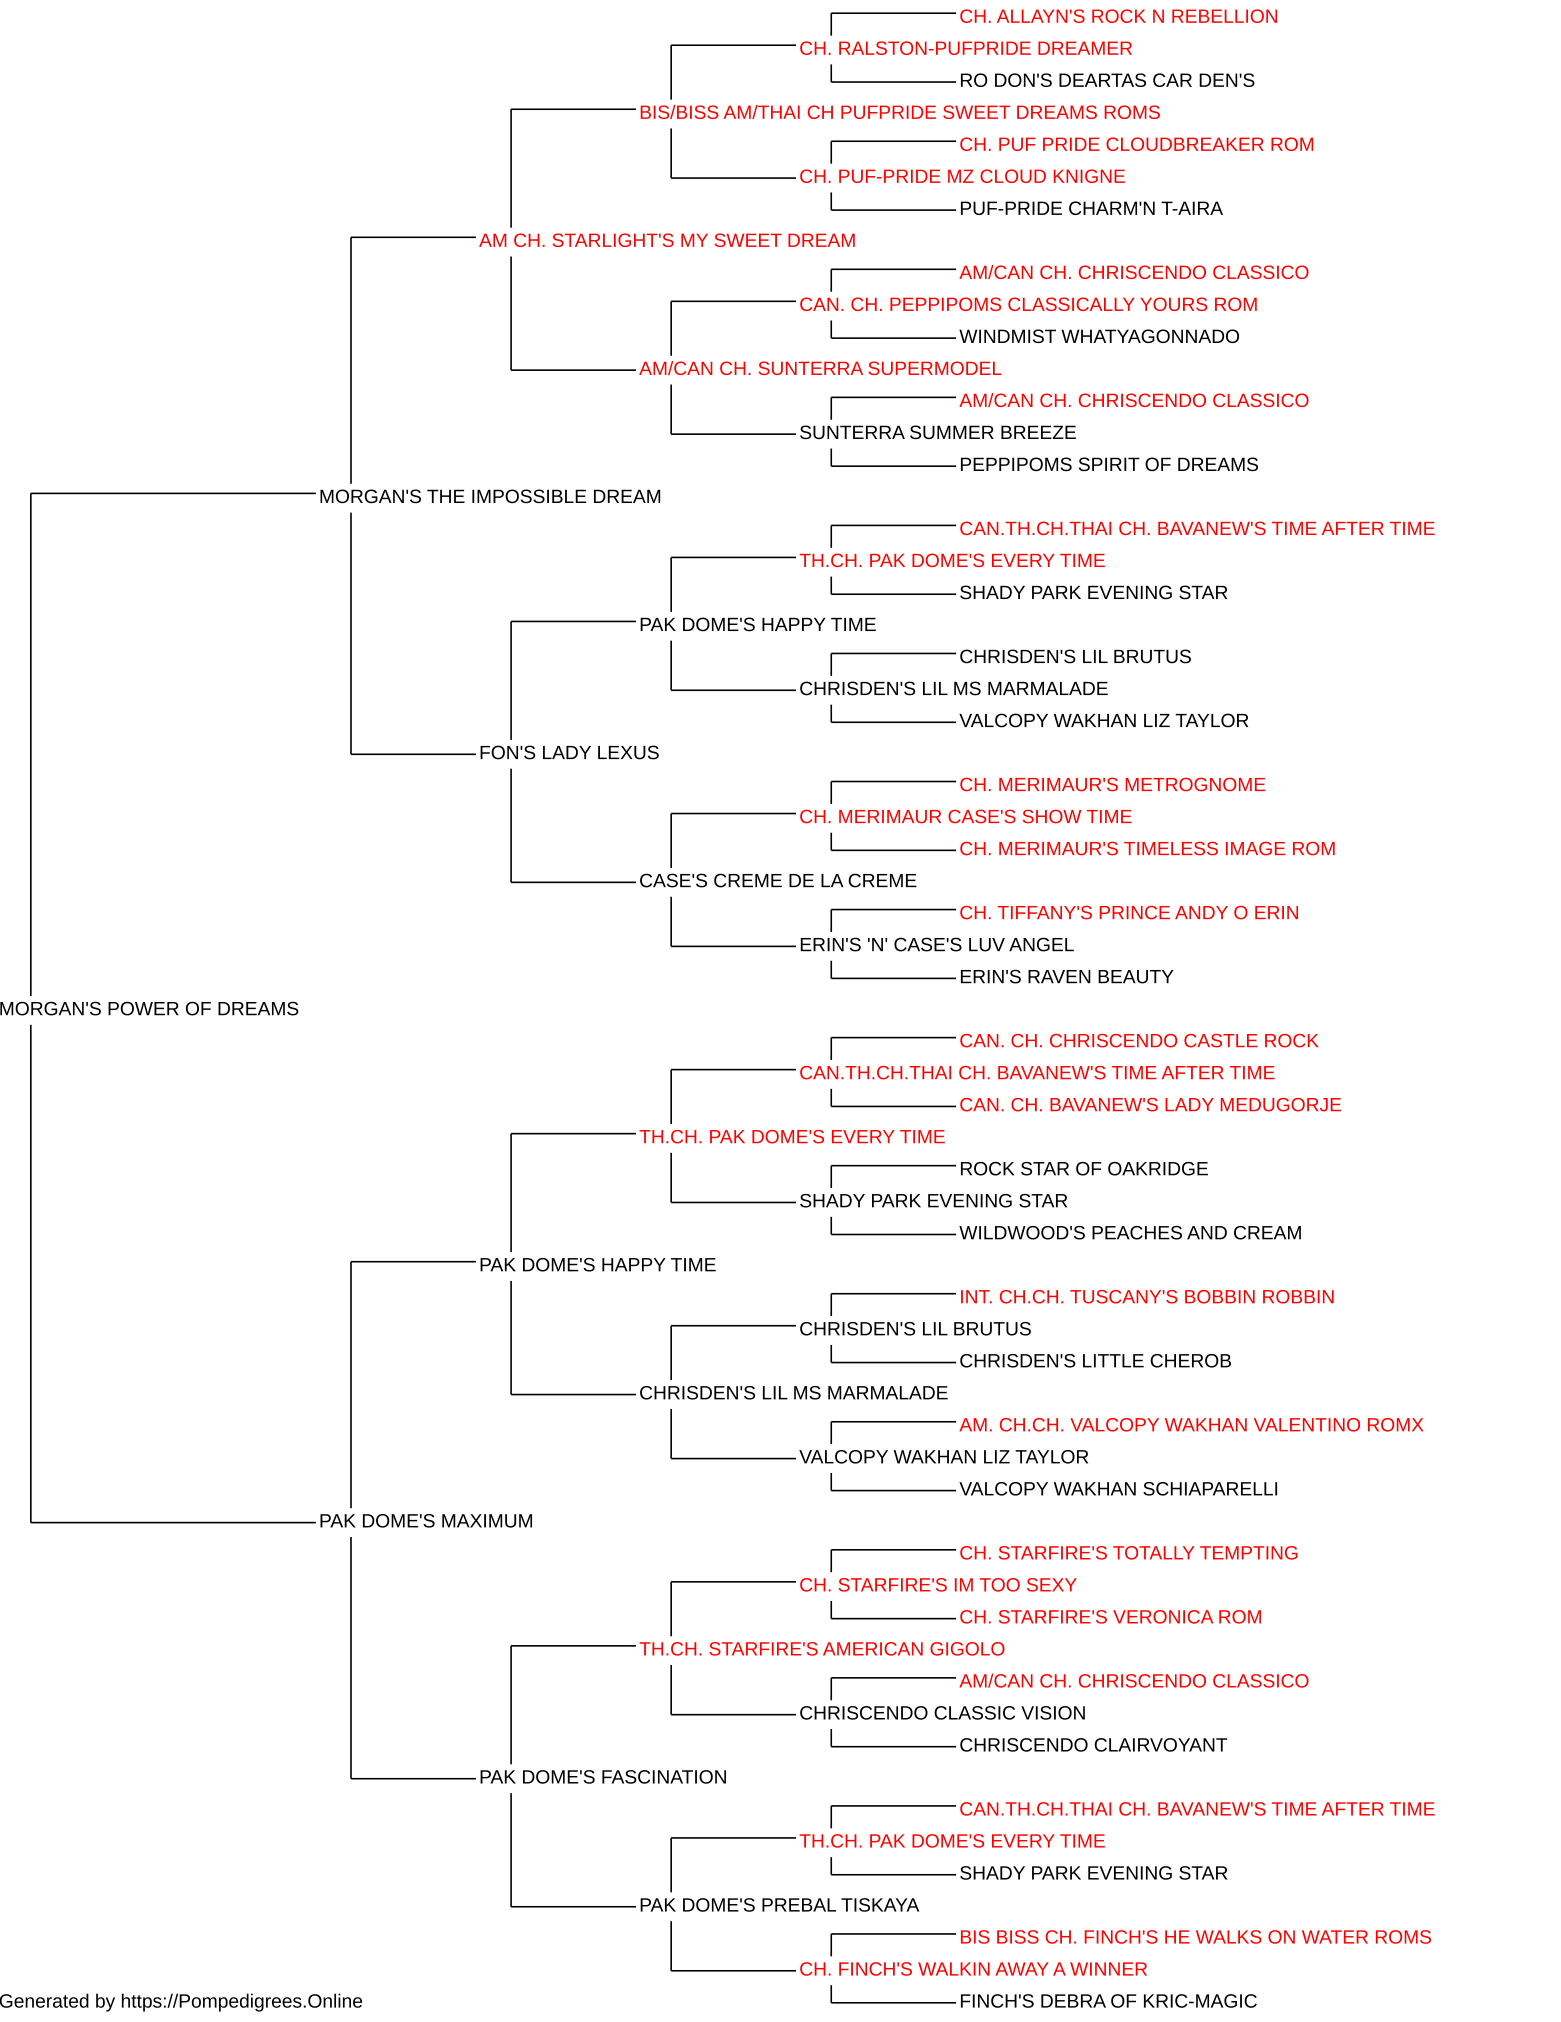 CH. ALLAYN'S ROCK N REBELLION
CH. RALSTON-PUFPRIDE DREAMER
RO DON'S DEARTAS CAR DEN'S
BIS/BISS AM/THAI CH PUFPRIDE SWEET DREAMS ROMS
CH. PUF PRIDE CLOUDBREAKER ROM
CH. PUF-PRIDE MZ CLOUD KNIGNE
PUF-PRIDE CHARM'N T-AIRA
AM CH. STARLIGHT'S MY SWEET DREAM
AM/CAN CH. CHRISCENDO CLASSICO
CAN. CH. PEPPIPOMS CLASSICALLY YOURS ROM
WINDMIST WHATYAGONNADO
AM/CAN CH. SUNTERRA SUPERMODEL
AM/CAN CH. CHRISCENDO CLASSICO
SUNTERRA SUMMER BREEZE
PEPPIPOMS SPIRIT OF DREAMS
MORGAN'S THE IMPOSSIBLE DREAM
CAN.TH.CH.THAI CH. BAVANEW'S TIME AFTER TIME
TH.CH. PAK DOME'S EVERY TIME
SHADY PARK EVENING STAR
PAK DOME'S HAPPY TIME
CHRISDEN'S LIL BRUTUS
CHRISDEN'S LIL MS MARMALADE
VALCOPY WAKHAN LIZ TAYLOR
FON'S LADY LEXUS
CH. MERIMAUR'S METROGNOME
CH. MERIMAUR CASE'S SHOW TIME
CH. MERIMAUR'S TIMELESS IMAGE ROM
CASE'S CREME DE LA CREME
CH. TIFFANY'S PRINCE ANDY O ERIN
ERIN'S 'N' CASE'S LUV ANGEL
ERIN'S RAVEN BEAUTY
MORGAN'S POWER OF DREAMS
CAN. CH. CHRISCENDO CASTLE ROCK
CAN.TH.CH.THAI CH. BAVANEW'S TIME AFTER TIME
CAN. CH. BAVANEW'S LADY MEDUGORJE
TH.CH. PAK DOME'S EVERY TIME
ROCK STAR OF OAKRIDGE
SHADY PARK EVENING STAR
WILDWOOD'S PEACHES AND CREAM
PAK DOME'S HAPPY TIME
INT. CH.CH. TUSCANY'S BOBBIN ROBBIN
CHRISDEN'S LIL BRUTUS
CHRISDEN'S LITTLE CHEROB
CHRISDEN'S LIL MS MARMALADE
AM. CH.CH. VALCOPY WAKHAN VALENTINO ROMX
VALCOPY WAKHAN LIZ TAYLOR
VALCOPY WAKHAN SCHIAPARELLI
PAK DOME'S MAXIMUM
CH. STARFIRE'S TOTALLY TEMPTING
CH. STARFIRE'S IM TOO SEXY
CH. STARFIRE'S VERONICA ROM
TH.CH. STARFIRE'S AMERICAN GIGOLO
AM/CAN CH. CHRISCENDO CLASSICO
CHRISCENDO CLASSIC VISION
CHRISCENDO CLAIRVOYANT
PAK DOME'S FASCINATION
CAN.TH.CH.THAI CH. BAVANEW'S TIME AFTER TIME
TH.CH. PAK DOME'S EVERY TIME
SHADY PARK EVENING STAR
PAK DOME'S PREBAL TISKAYA
BIS BISS CH. FINCH'S HE WALKS ON WATER ROMS
CH. FINCH'S WALKIN AWAY A WINNER
FINCH'S DEBRA OF KRIC-MAGIC
Generated by https://Pompedigrees.Online